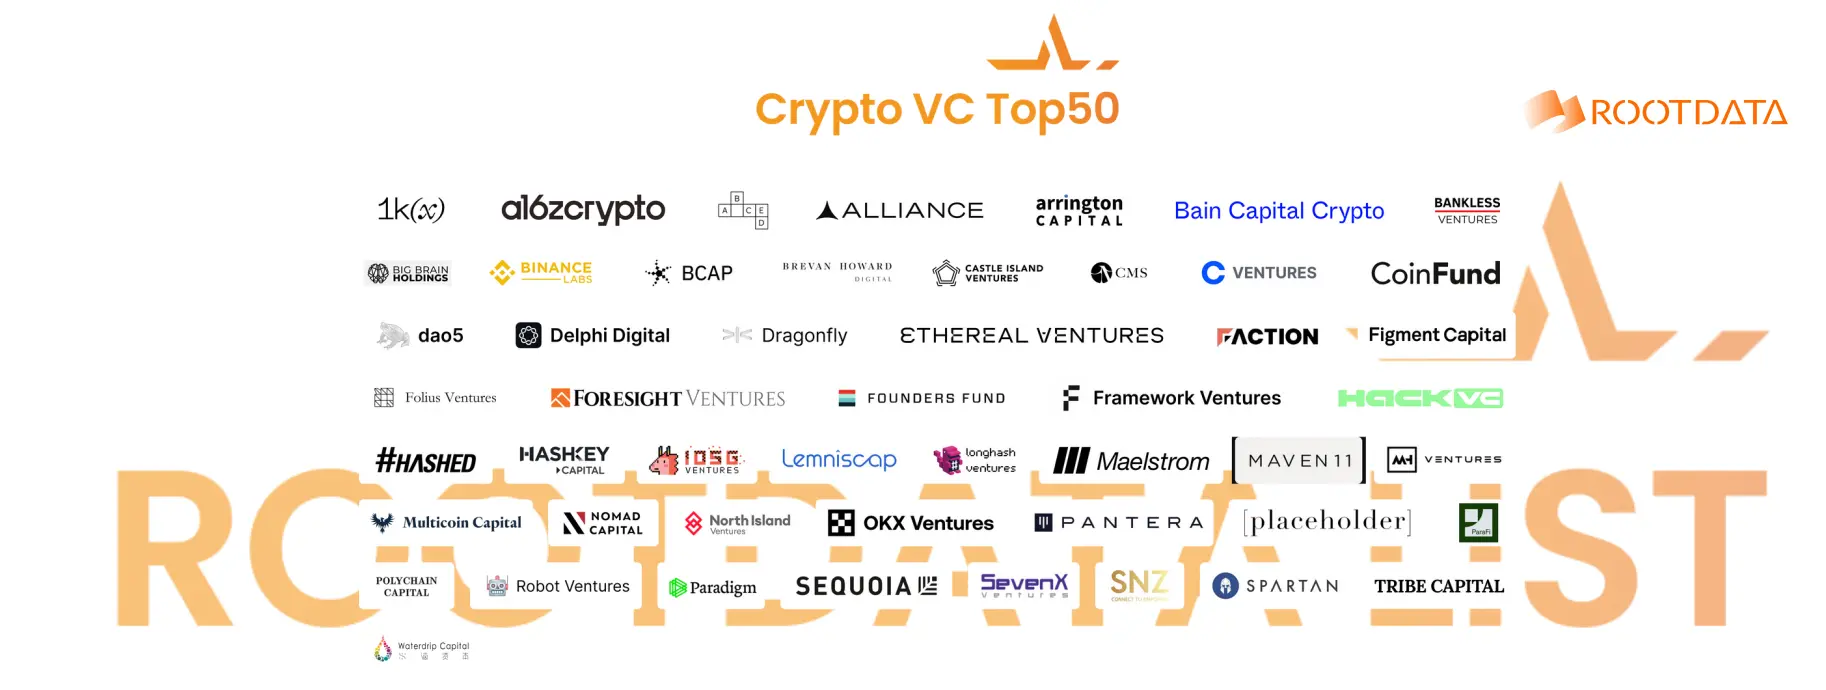 Crypto VC Top50
ROOTDATA
1k(x)
a16zcrypto
B
A C E
D
ALLIANCE
arrington
CAPITAL
Bain Capital Crypto
BANKLESS
VENTURES
BIG BRAIN
HOLDINGS
BINANCE
LABS
BCAP
BREVAN HOWARD
DIGITAL
CASTLE ISLAND
VENTURES
CMS
VENTURES
CoinFund
dao5
Delphi Digital
Dragonfly
ETHEREAL VENTURES
FACTION
Figment Capital
Folius Ventures
FORESIGHT VENTURES
FOUNDERS FUND
Framework Ventures
HACK VC
#HASHED
HASHKEY
CAPITAL
IOSG
VENTURES
Lemniscap
longhash
ventures
Maelstrom
MAVEN 11
VENTURES
Multicoin Capital
NOMAD
CAPITAL
North Island
Ventures
OKX Ventures
PANTERA
[placeholder]
ParaFi
POLYCHAIN
CAPITAL
Robot Ventures
Paradigm
SEQUOIA
SevenX
ventures
SNZ
SPARTAN
TRIBE CAPITAL
Waterdrip Capital
ROOTDATA LIST